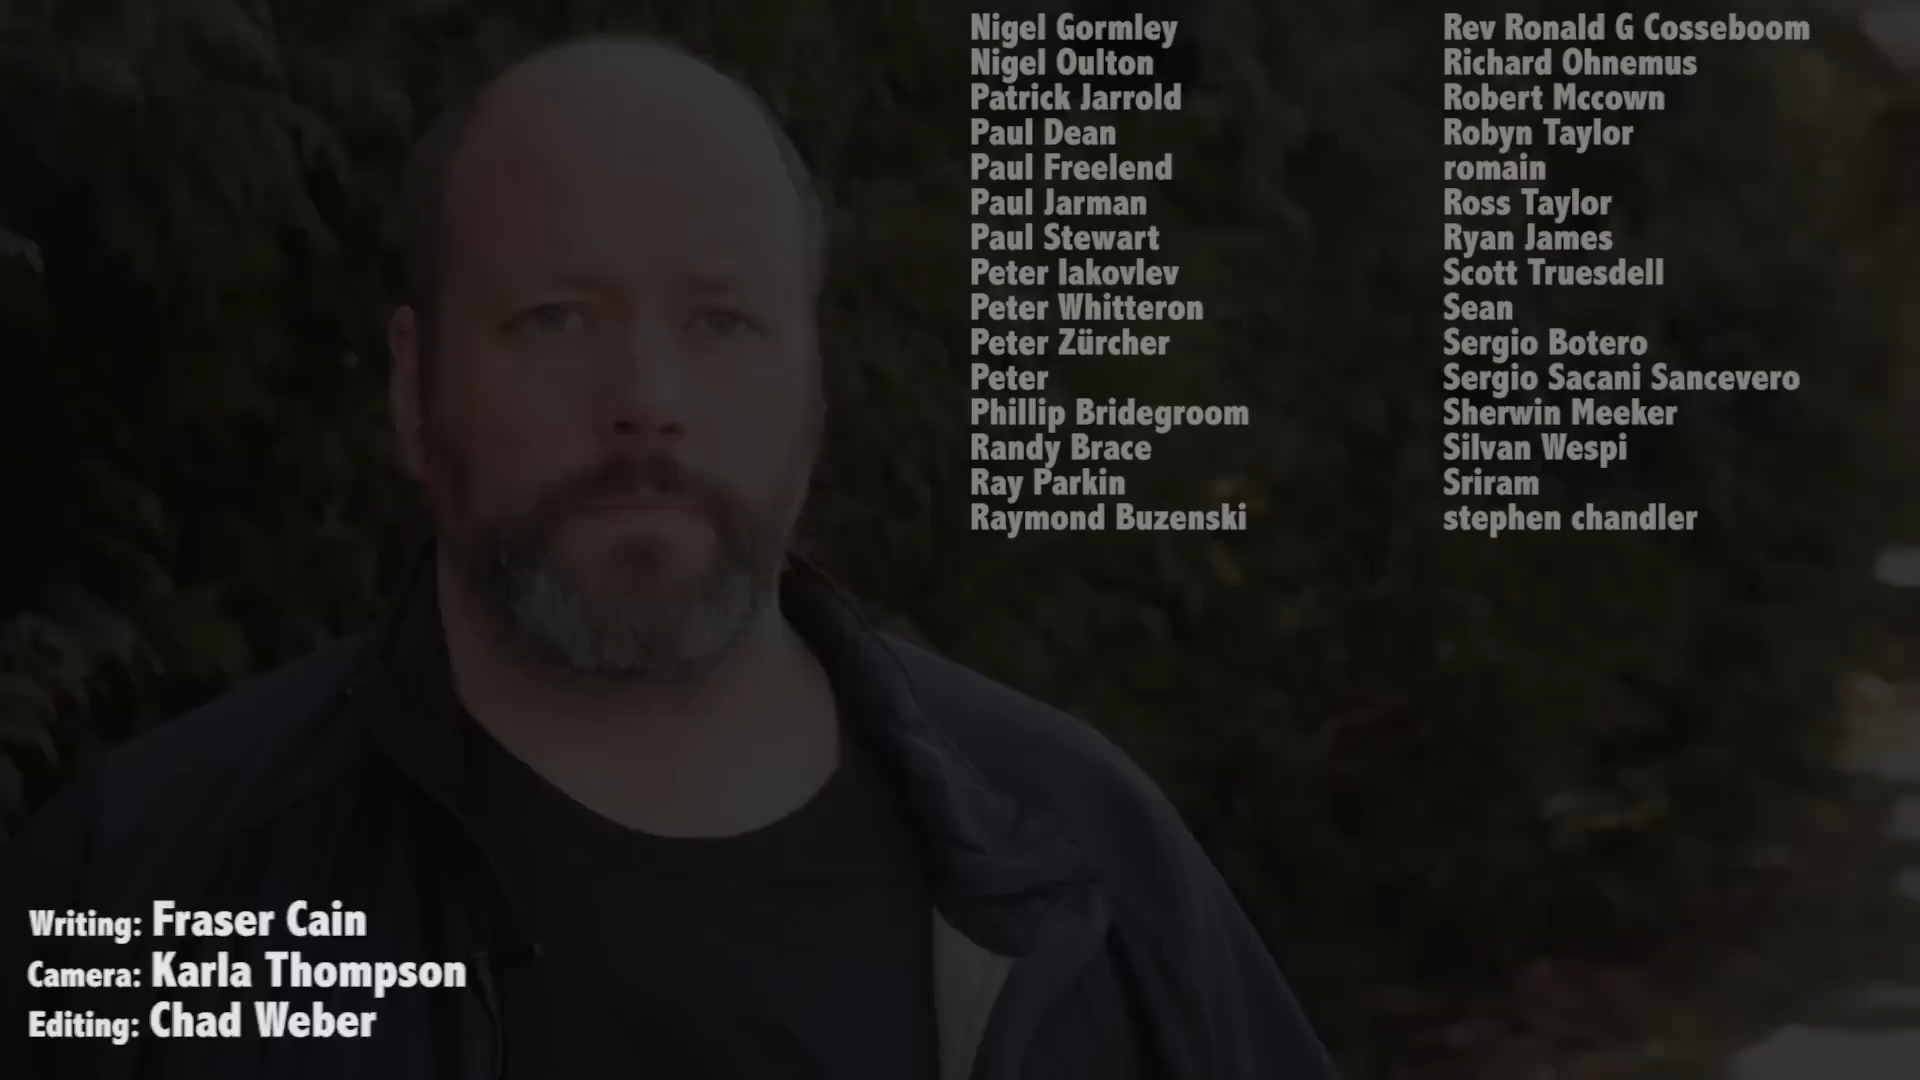 Nigel Gormley
Nigel Oulton
Patrick Jarrold
Paul Dean
Paul Freelend
Paul Jarman
Paul Stewart
Peter Iakovlev
Peter Whitteron
Peter Zürcher
Peter
Phillip Bridegroom
Randy Brace
Ray Parkin
Raymond Buzenski
Rev Ronald G Cosseboom
Richard Ohnemus
Robert Mccown
Robyn Taylor
romain
Ross Taylor
Ryan James
Scott Truesdell
Sean
Sergio Botero
Sergio Sacani Sancevero
Sherwin Meeker
Silvan Wespi
Sriram
stephen chandler
Writing: Fraser Cain
Camera: Karla Thompson
Editing: Chad Weber